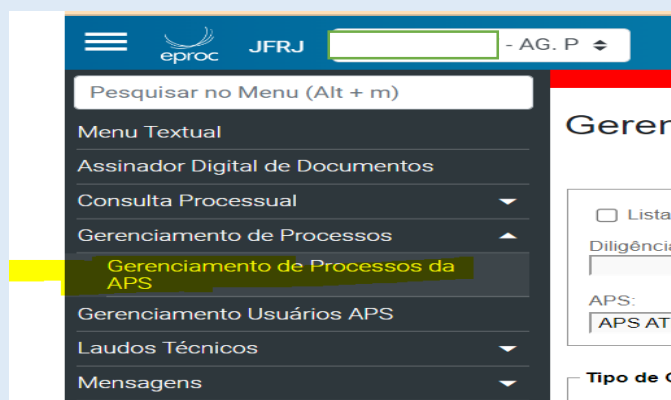 eproc JFRJ - AG. P
Pesquisar no Menu (Alt + m)
Menu Textual
Assinador Digital de Documentos
Consulta Processual
Gerenciamento de Processos
Gerenciamento de Processos da
APS
Gerenciamento Usuários APS
Laudos Técnicos
Mensagens
Geren
Lista
Diligência
APS:
APS AT
Tipo de